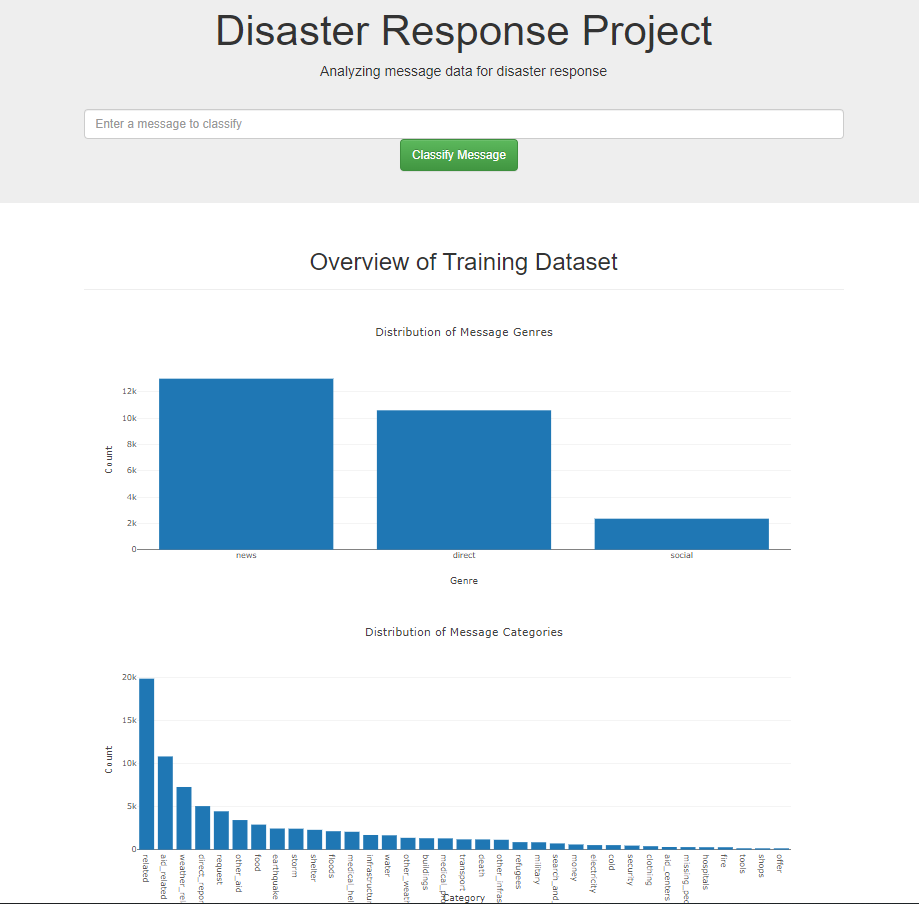 Disaster Response Project
Analyzing message data for disaster response
Enter a message to classify
Classify Message
Overview of Training Dataset
Distribution of Message Genres
Count
12k
10k
8k
6k
4k
2k
0
news
direct
social
Genre
Distribution of Message Categories
Count
20k
15k
10k
5k
0
related
aid_related
weather_rel
direct_repor
request
other_aid
food
earthquake
storm
shelter
floods
medical_hel
infrastructu
water
other_weath
buildings
medical_p
transport
death
other_infras
refugees
military
search_and_
money
electricity
cold
security
clothing
aid_centers
missing_peo
hospitals
fire
tools
shops
offer
Category